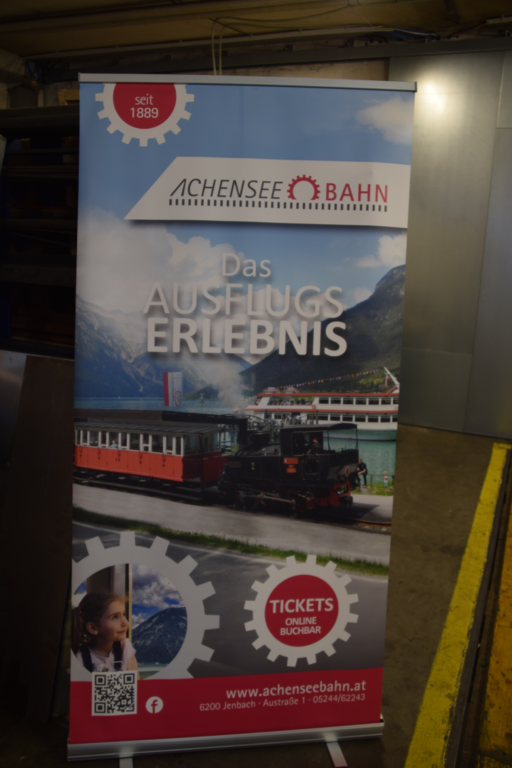 seit
1889
ACHENSEE BAHN
Das
AUSFLUGS
ERLEBNIS
TICKETS
ONLINE
BUCHBAR
www.achenseebahn.at
6200 Jenbach · Austraße 1 · 05244/62243